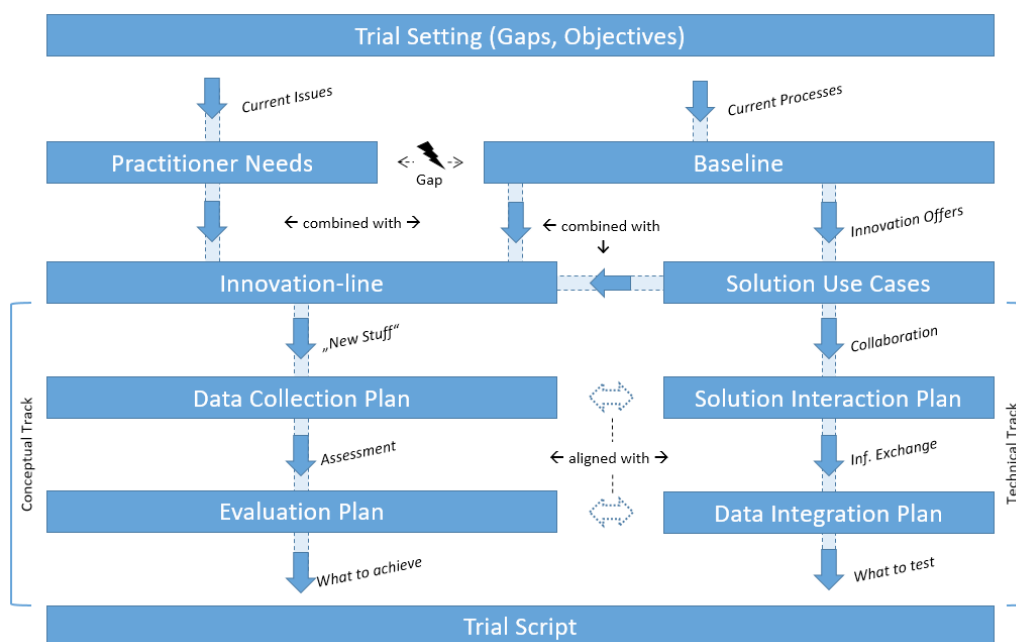 Trial Setting (Gaps, Objectives)
Current Issues
Current Processes
Practitioner Needs
Gap
Baseline
← combined with →
← combined with
↓
Innovation Offers
Innovation-line
Solution Use Cases
„New Stuff“
Collaboration
Conceptual Track
Technical Track
Data Collection Plan
Solution Interaction Plan
Assessment
← aligned with →
Inf. Exchange
Evaluation Plan
Data Integration Plan
What to achieve
What to test
Trial Script